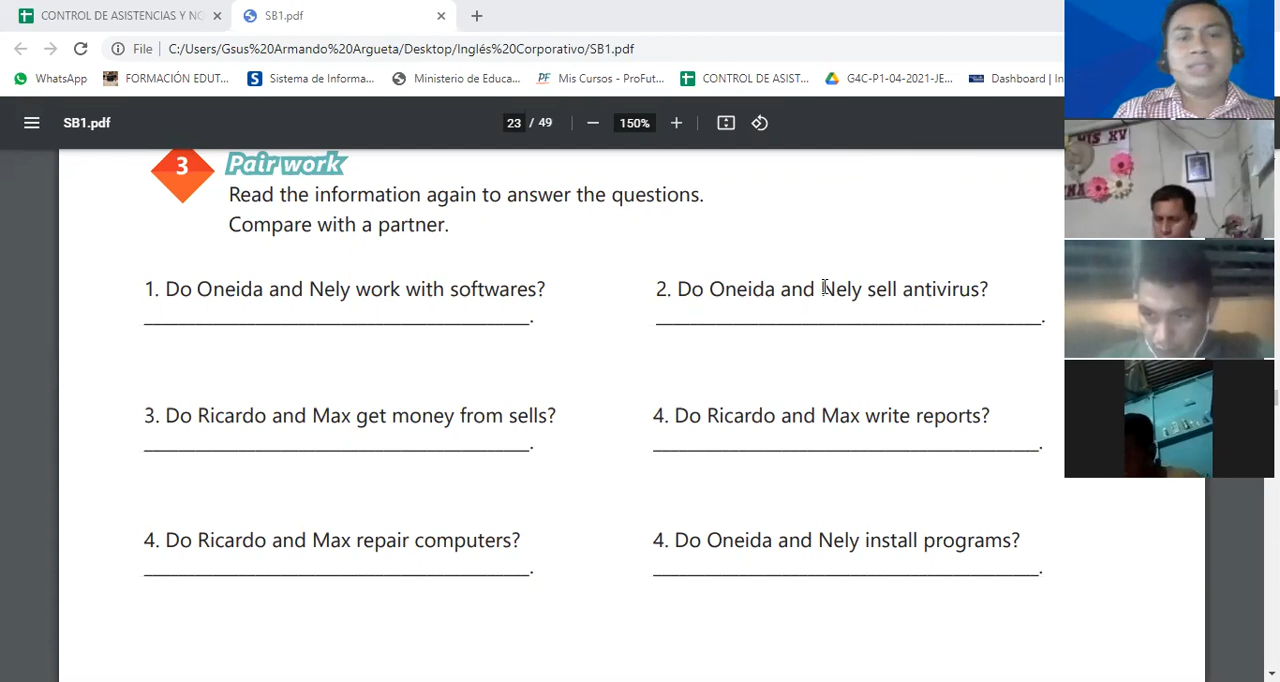 CONTROL DE ASISTENCIAS Y NO
SB1.pdf
File
C:/Users/Gsus%20Armando%20Argueta/Desktop/Inglés%20Corporativo/SB1.pdf
WhatsApp
FORMACIÓN EDUT...
Sistema de Informa...
Ministerio de Educa...
PF Mis Cursos - ProFut...
CONTROL DE ASIST...
G4C-P1-04-2021-JE...
Dashboard | In
SB1.pdf
23 / 49
150%
3 Pair work
Read the information again to answer the questions.
Compare with a partner.
1. Do Oneida and Nely work with softwares?
2. Do Oneida and Nely sell antivirus?
3. Do Ricardo and Max get money from sells?
4. Do Ricardo and Max write reports?
4. Do Ricardo and Max repair computers?
4. Do Oneida and Nely install programs?